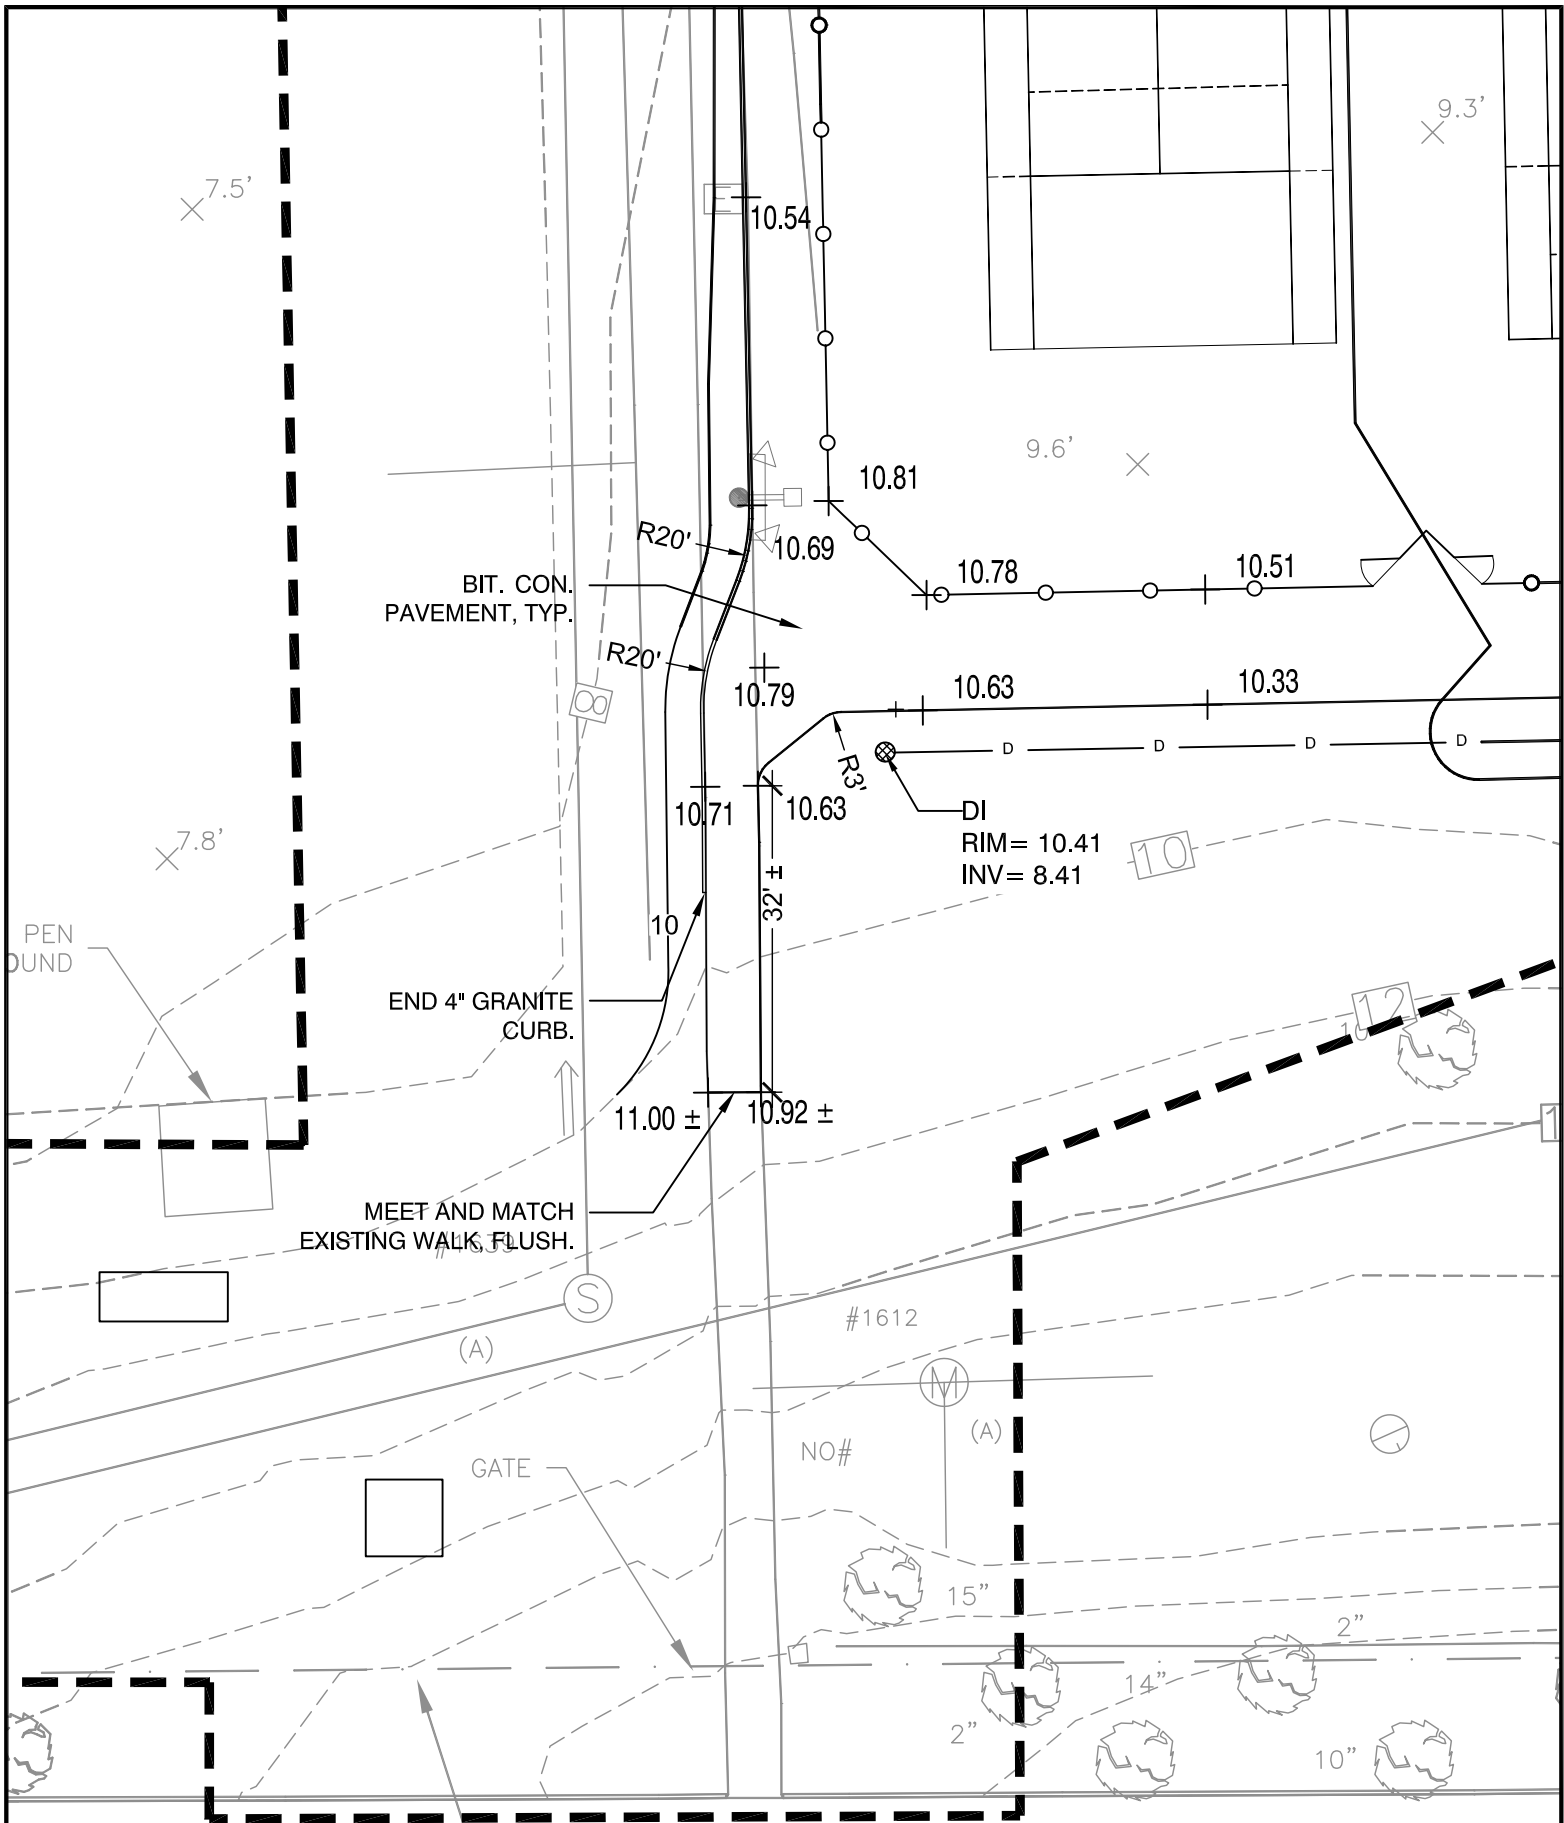 9.3'
7.5'
E
10.54
9.6'
10.81
R20'
10.69
BIT. CON.
PAVEMENT, TYP.
10.78
10.51
R20'
8
10.79
10.63
10.33
D D D D
R3'
10.71
10.63
DI
RIM= 10.41
INV= 8.41
7.8'
10
32' ±
10
PEN
END 4" GRANITE
CURB.
12
11.00 ±
10.92 ±
MEET AND MATCH
EXISTING WALK, FLUSH.
#1639
S
#1612
(A)
M
(A)
NO#
GATE
15"
2"
14"
2"
10"